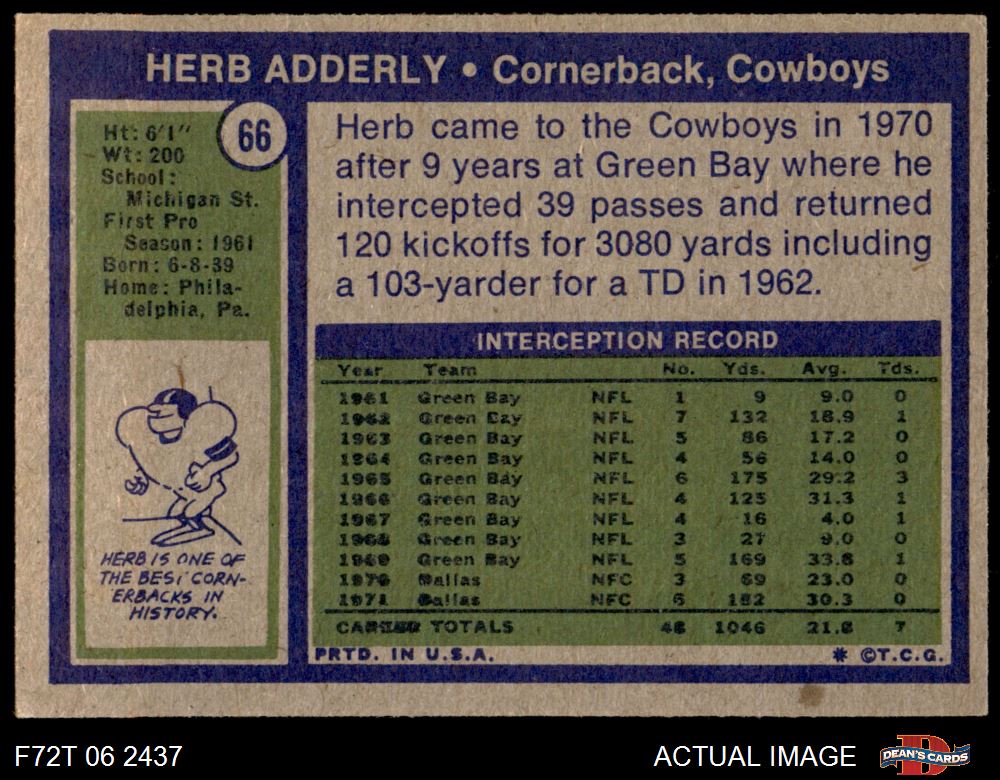 HERB ADDERLY • Cornerback, Cowboys
66
Ht: 6'1"
Wt: 200
School:
Michigan St.
First Pro
Season: 1961
Born: 6-8-39
Home: Phila-
delphia, Pa.
HERB IS ONE OF
THE BEST CORN-
ERBACKS IN
HISTORY.
Herb came to the Cowboys in 1970
after 9 years at Green Bay where he
intercepted 39 passes and returned
120 kickoffs for 3080 yards including
a 103-yarder for a TD in 1962.
INTERCEPTION RECORD
Year Team No. Yds. Avg. Tds.
1961 Green Bay NFL 1 9 9.0 0
1962 Green Bay NFL 7 132 18.9 1
1963 Green Bay NFL 5 86 17.2 0
1964 Green Bay NFL 4 56 14.0 0
1965 Green Bay NFL 6 175 29.2 3
1966 Green Bay NFL 4 125 31.3 1
1967 Green Bay NFL 4 16 4.0 1
1968 Green Bay NFL 3 27 9.0 0
1969 Green Bay NFL 5 169 33.8 1
1970 Dallas NFC 3 69 23.0 0
1971 Dallas NFC 6 182 30.3 0
CAREER TOTALS 48 1046 21.8 7
PRTD. IN U.S.A. * ©T.C.G.
F72T 06 2437 ACTUAL IMAGE DEAN'S CARDS